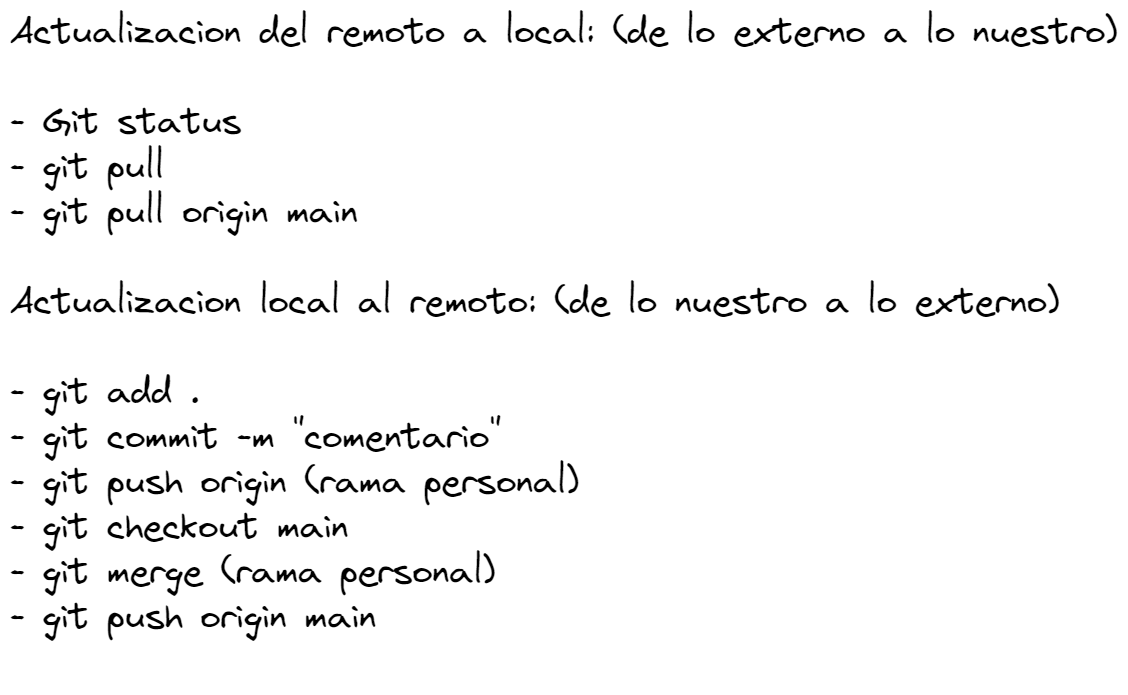 Actualizacion del remoto a local: (de lo externo a lo nuestro)
- Git status
- git pull
- git pull origin main
Actualizacion local al remoto: (de lo nuestro a lo externo)
- git add .
- git commit -m "comentario"
- git push origin (rama personal)
- git checkout main
- git merge (rama personal)
- git push origin main